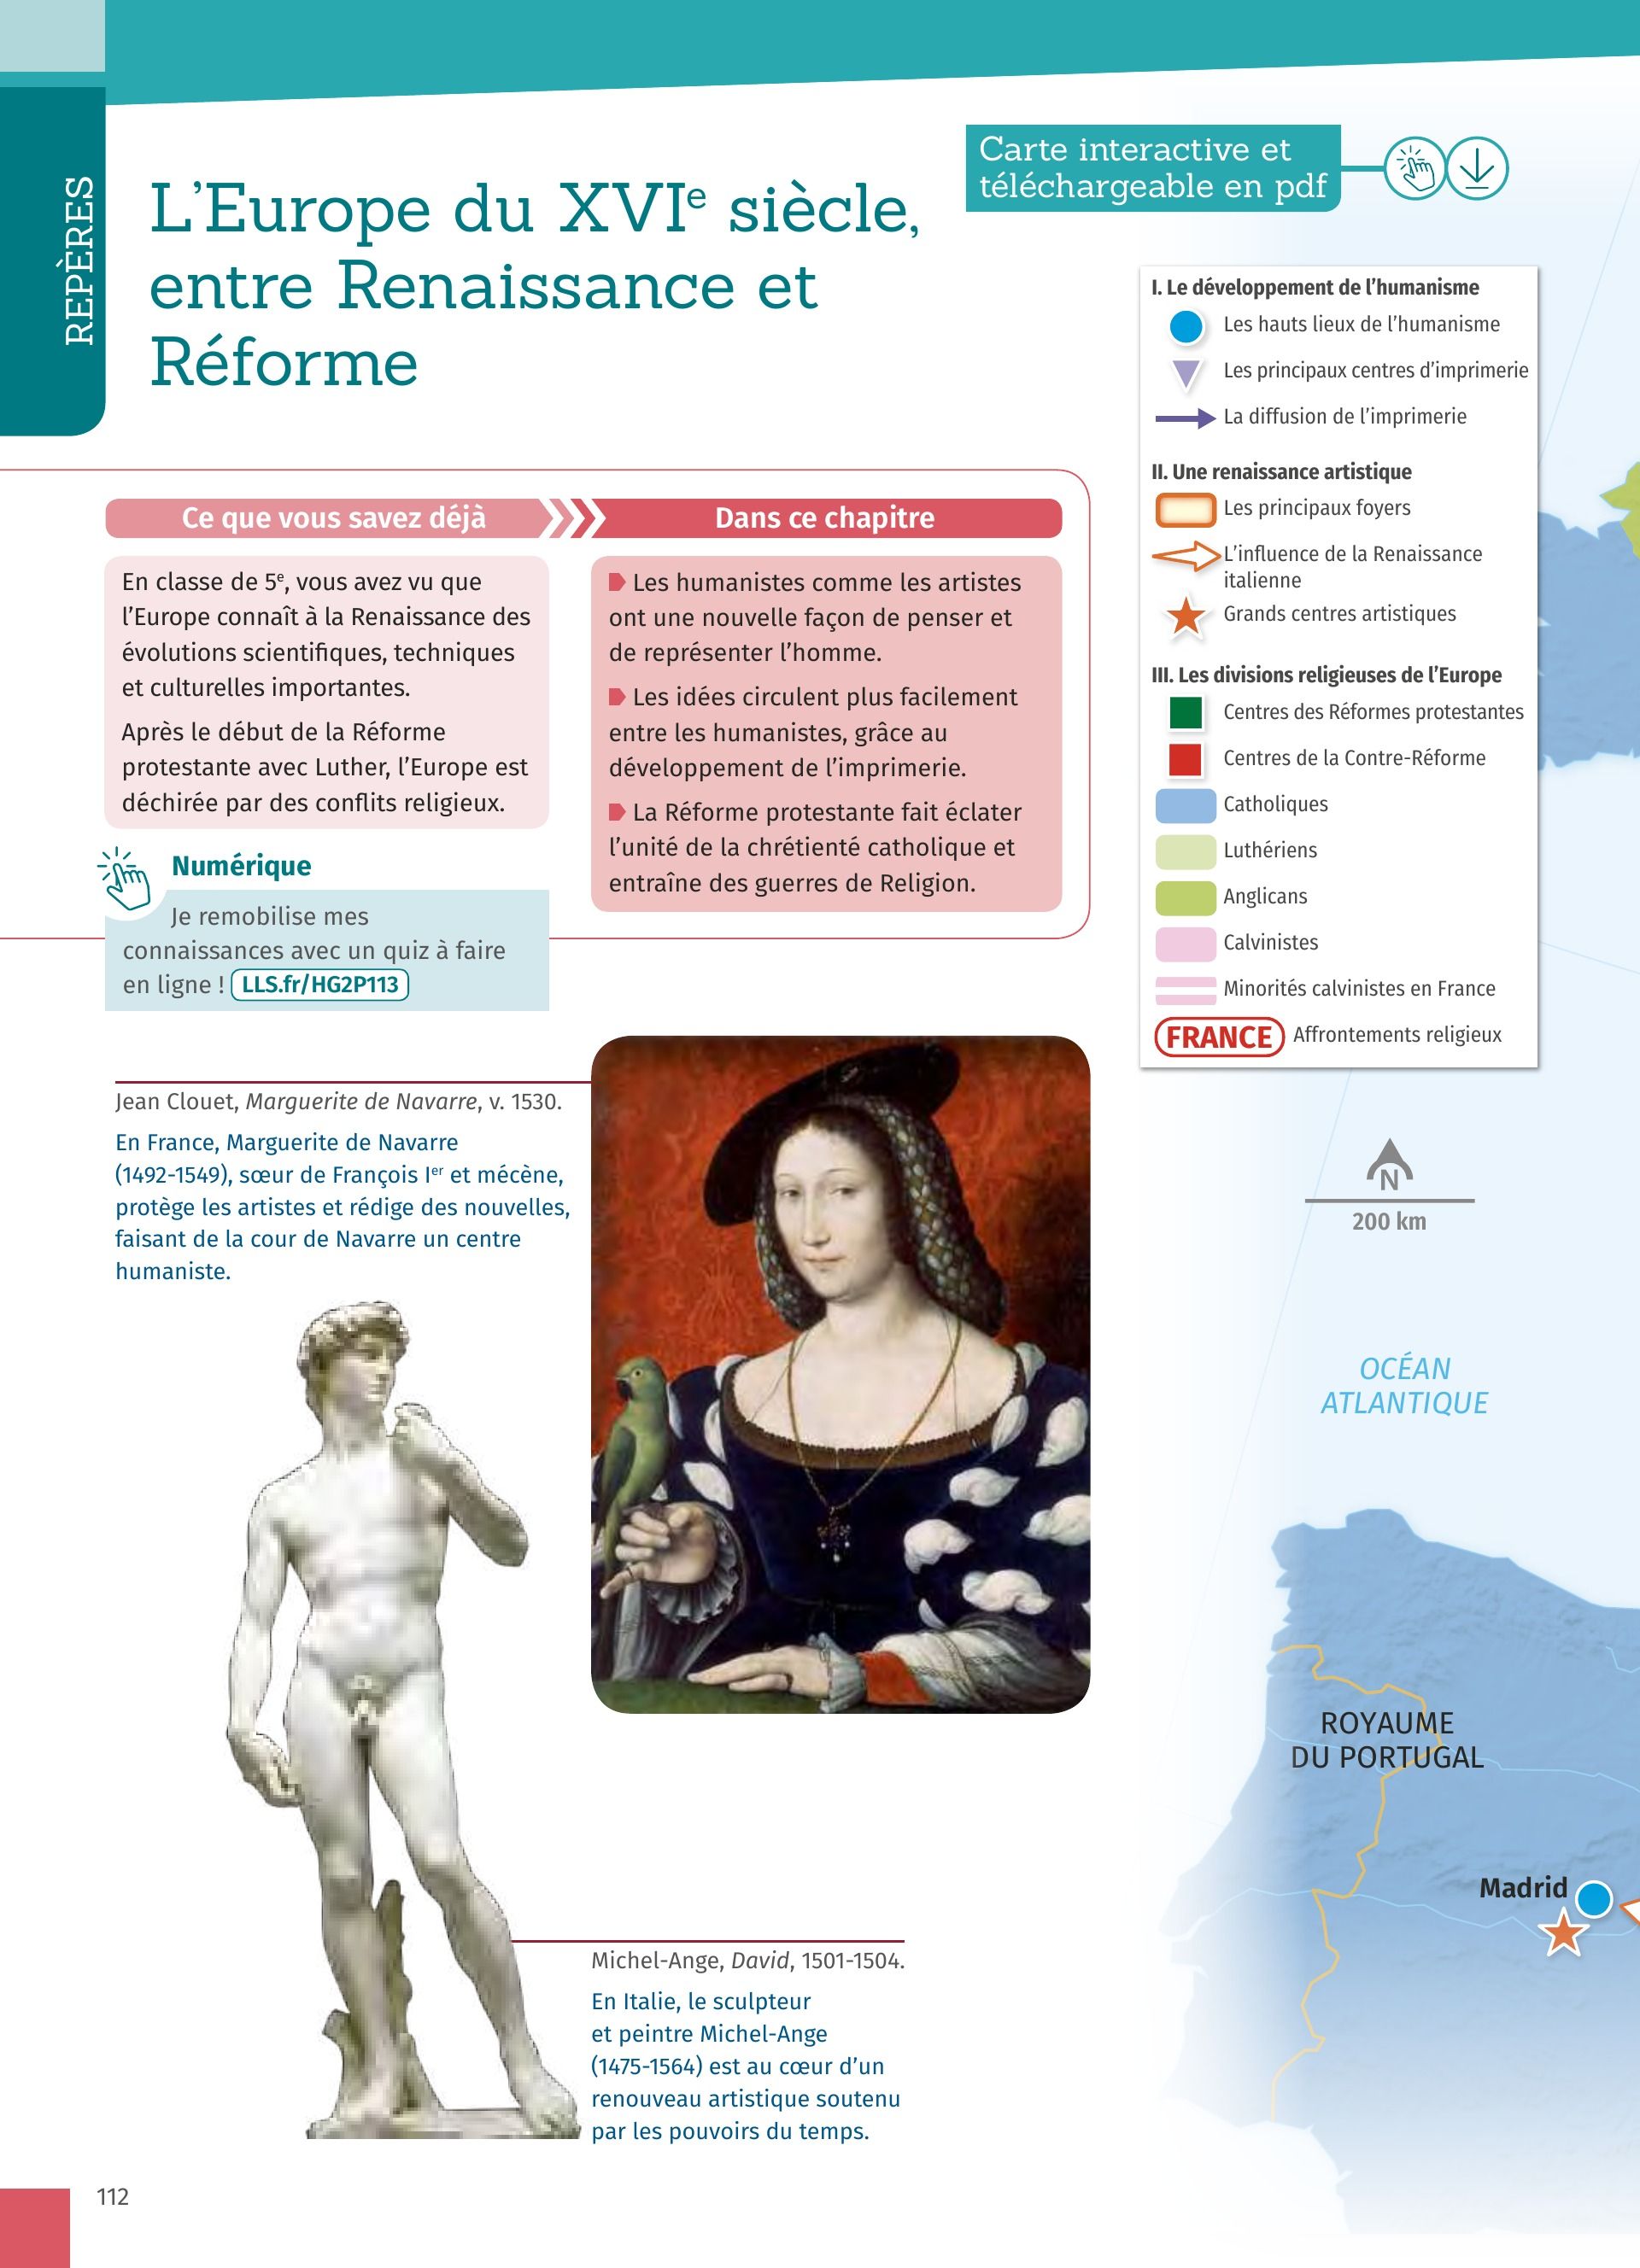 REPÈRES
L'Europe du XVIe siècle,
entre Renaissance et
Réforme
Carte interactive et
téléchargeable en pdf
Ce que vous savez déjà
En classe de 5e, vous avez vu que
l'Europe connaît à la Renaissance des
évolutions scientifiques, techniques
et culturelles importantes.
Après le début de la Réforme
protestante avec Luther, l'Europe est
déchirée par des conflits religieux.
Dans ce chapitre
Les humanistes comme les artistes
ont une nouvelle façon de penser et
de représenter l'homme.
Les idées circulent plus facilement
entre les humanistes, grâce au
développement de l'imprimerie.
La Réforme protestante fait éclater
l'unité de la chrétienté catholique et
entraîne des guerres de Religion.
Numérique
Je remobilise mes
connaissances avec un quiz à faire
en ligne ! LLS.fr/HG2P113
Jean Clouet, Marguerite de Navarre, v. 1530.
En France, Marguerite de Navarre
(1492-1549), sœur de François Ier et mécène,
protège les artistes et rédige des nouvelles,
faisant de la cour de Navarre un centre
humaniste.
Michel-Ange, David, 1501-1504.
En Italie, le sculpteur
et peintre Michel-Ange
(1475-1564) est au cœur d'un
renouveau artistique soutenu
par les pouvoirs du temps.
I. Le développement de l'humanisme
Les hauts lieux de l'humanisme
Les principaux centres d'imprimerie
La diffusion de l'imprimerie
II. Une renaissance artistique
Les principaux foyers
L'influence de la Renaissance
italienne
Grands centres artistiques
III. Les divisions religieuses de l'Europe
Centres des Réformes protestantes
Centres de la Contre-Réforme
Catholiques
Luthériens
Anglicans
Calvinistes
Minorités calvinistes en France
FRANCE Affrontements religieux
N
200 km
OCÉAN
ATLANTIQUE
ROYAUME
DU PORTUGAL
Madrid
112